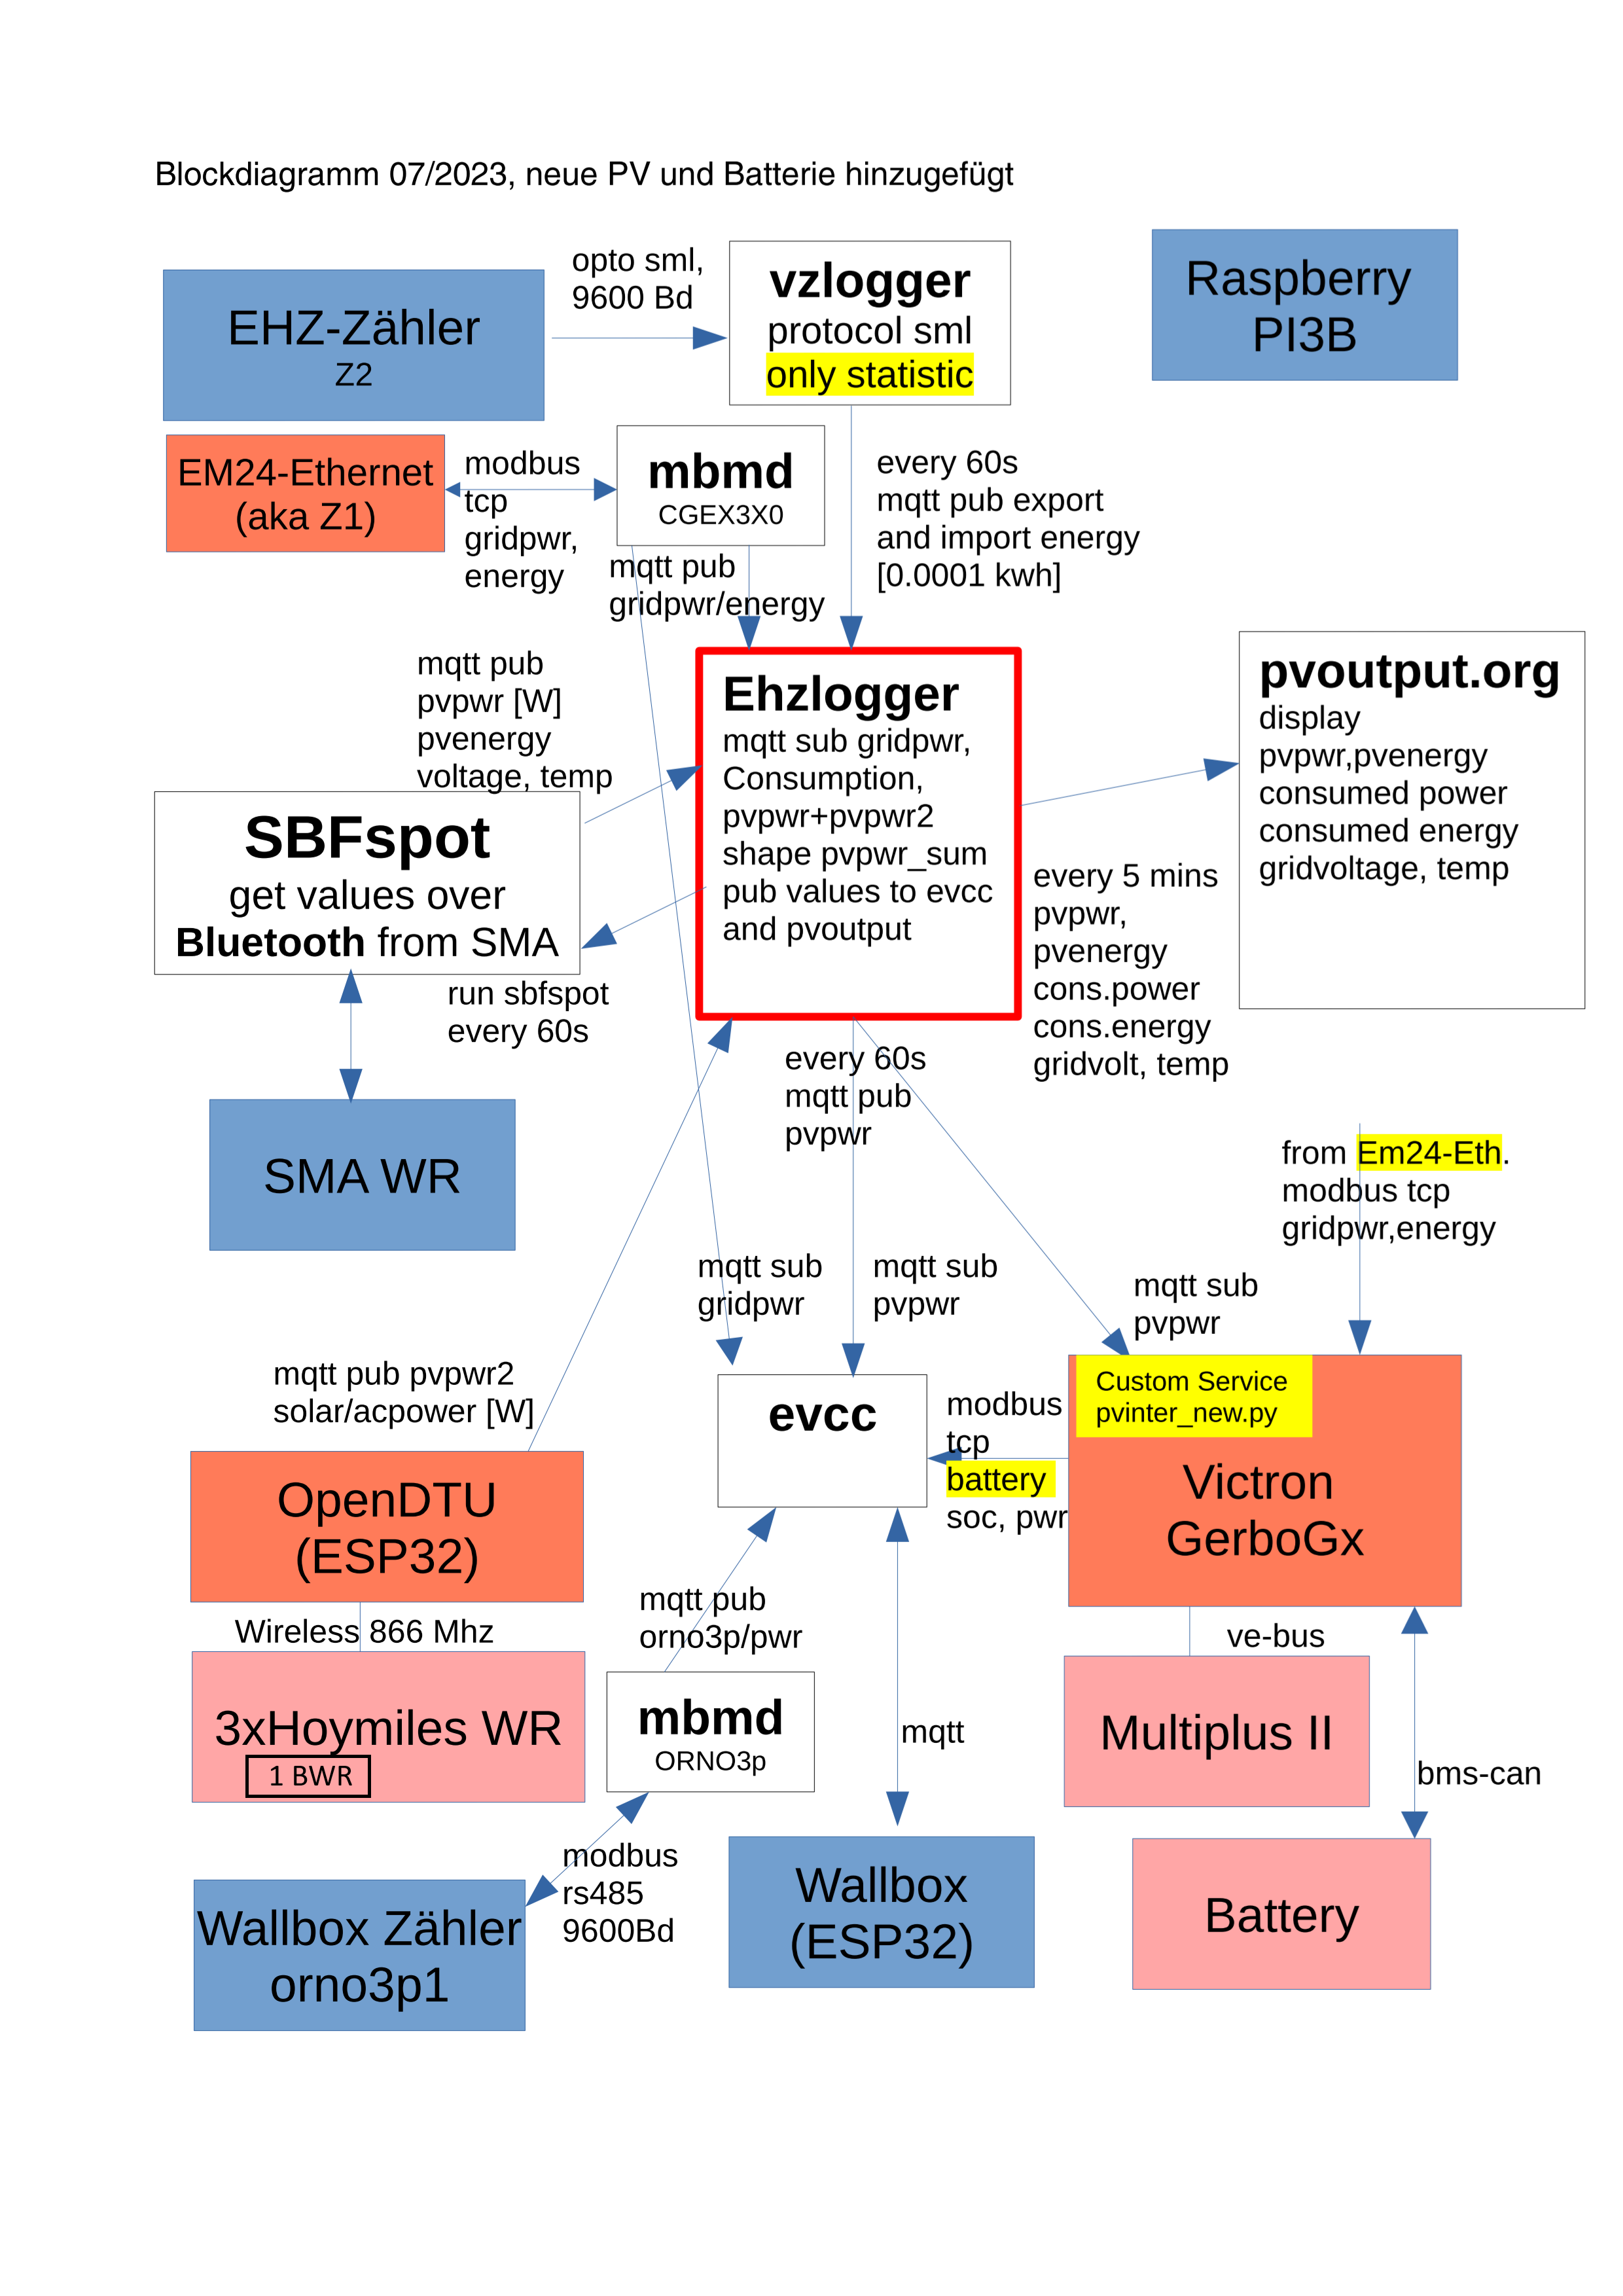 Blockdiagramm 07/2023, neue PV und Batterie hinzugefügt
EHZ-Zähler
Z2
opto sml,
9600 Bd
vzlogger
protocol sml
only statistic
Raspberry
PI3B
EM24-Ethernet
(aka Z1)
modbus
tcp
gridpwr,
energy
mbmd
CGEX3X0
mqtt pub
gridpwr/energy
every 60s
mqtt pub export
and import energy
[0.0001 kwh]
mqtt pub
pvpwr [W]
pvenergy
voltage, temp
Ehzlogger
mqtt sub gridpwr,
Consumption,
pvpwr+pvpwr2
shape pvpwr_sum
pub values to evcc
and pvoutput
pvoutput.org
display
pvpwr,pvenergy
consumed power
consumed energy
gridvoltage, temp
SBFspot
get values over
Bluetooth from SMA
every 5 mins
pvpwr,
pvenergy
cons.power
cons.energy
gridvolt, temp
run sbfspot
every 60s
every 60s
mqtt pub
pvpwr
SMA WR
from Em24-Eth.
modbus tcp
gridpwr,energy
mqtt sub
gridpwr
mqtt sub
pvpwr
mqtt sub
pvpwr
mqtt pub pvpwr2
solar/acpower [W]
evcc
modbus
tcp
battery
soc, pwr
Custom Service
pvinter_new.py
Victron
GerboGx
OpenDTU
(ESP32)
Wireless 866 Mhz
mqtt pub
orno3p/pwr
ve-bus
3xHoymiles WR
1 BWR
mbmd
ORNO3p
mqtt
Multiplus II
bms-can
modbus
rs485
9600Bd
Wallbox Zähler
orno3p1
Wallbox
(ESP32)
Battery